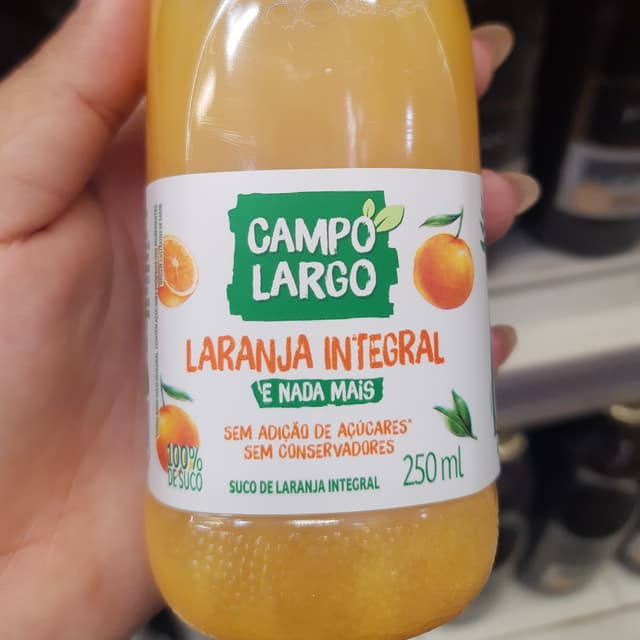 CAMPO
LARGO
LARANJA INTEGRAL
E NADA MAIS
SEM ADIÇÃO DE AÇÚCARES*
SEM CONSERVADORES
100%
DE SUCO
SUCO DE LARANJA INTEGRAL
250 ml